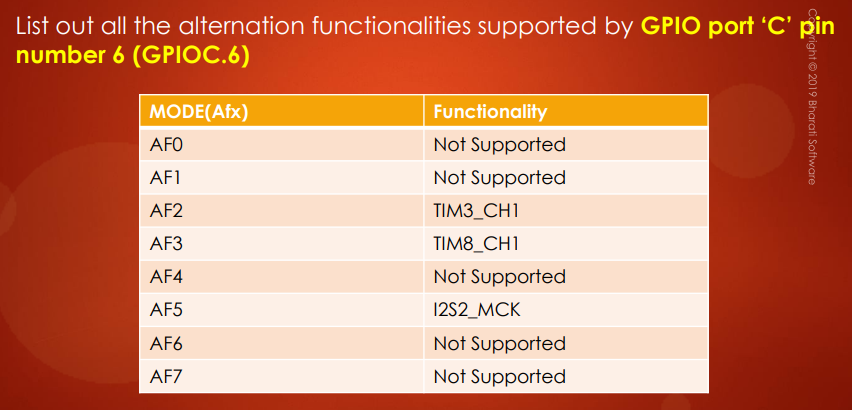 List out all the alternation functionalities supported by GPIO port ‘C’ pin
number 6 (GPIOC.6)
MODE(Afx) Functionality
AF0 Not Supported
AF1 Not Supported
AF2 TIM3_CH1
AF3 TIM8_CH1
AF4 Not Supported
AF5 I2S2_MCK
AF6 Not Supported
AF7 Not Supported
Copyright © 2019 Bharati Software